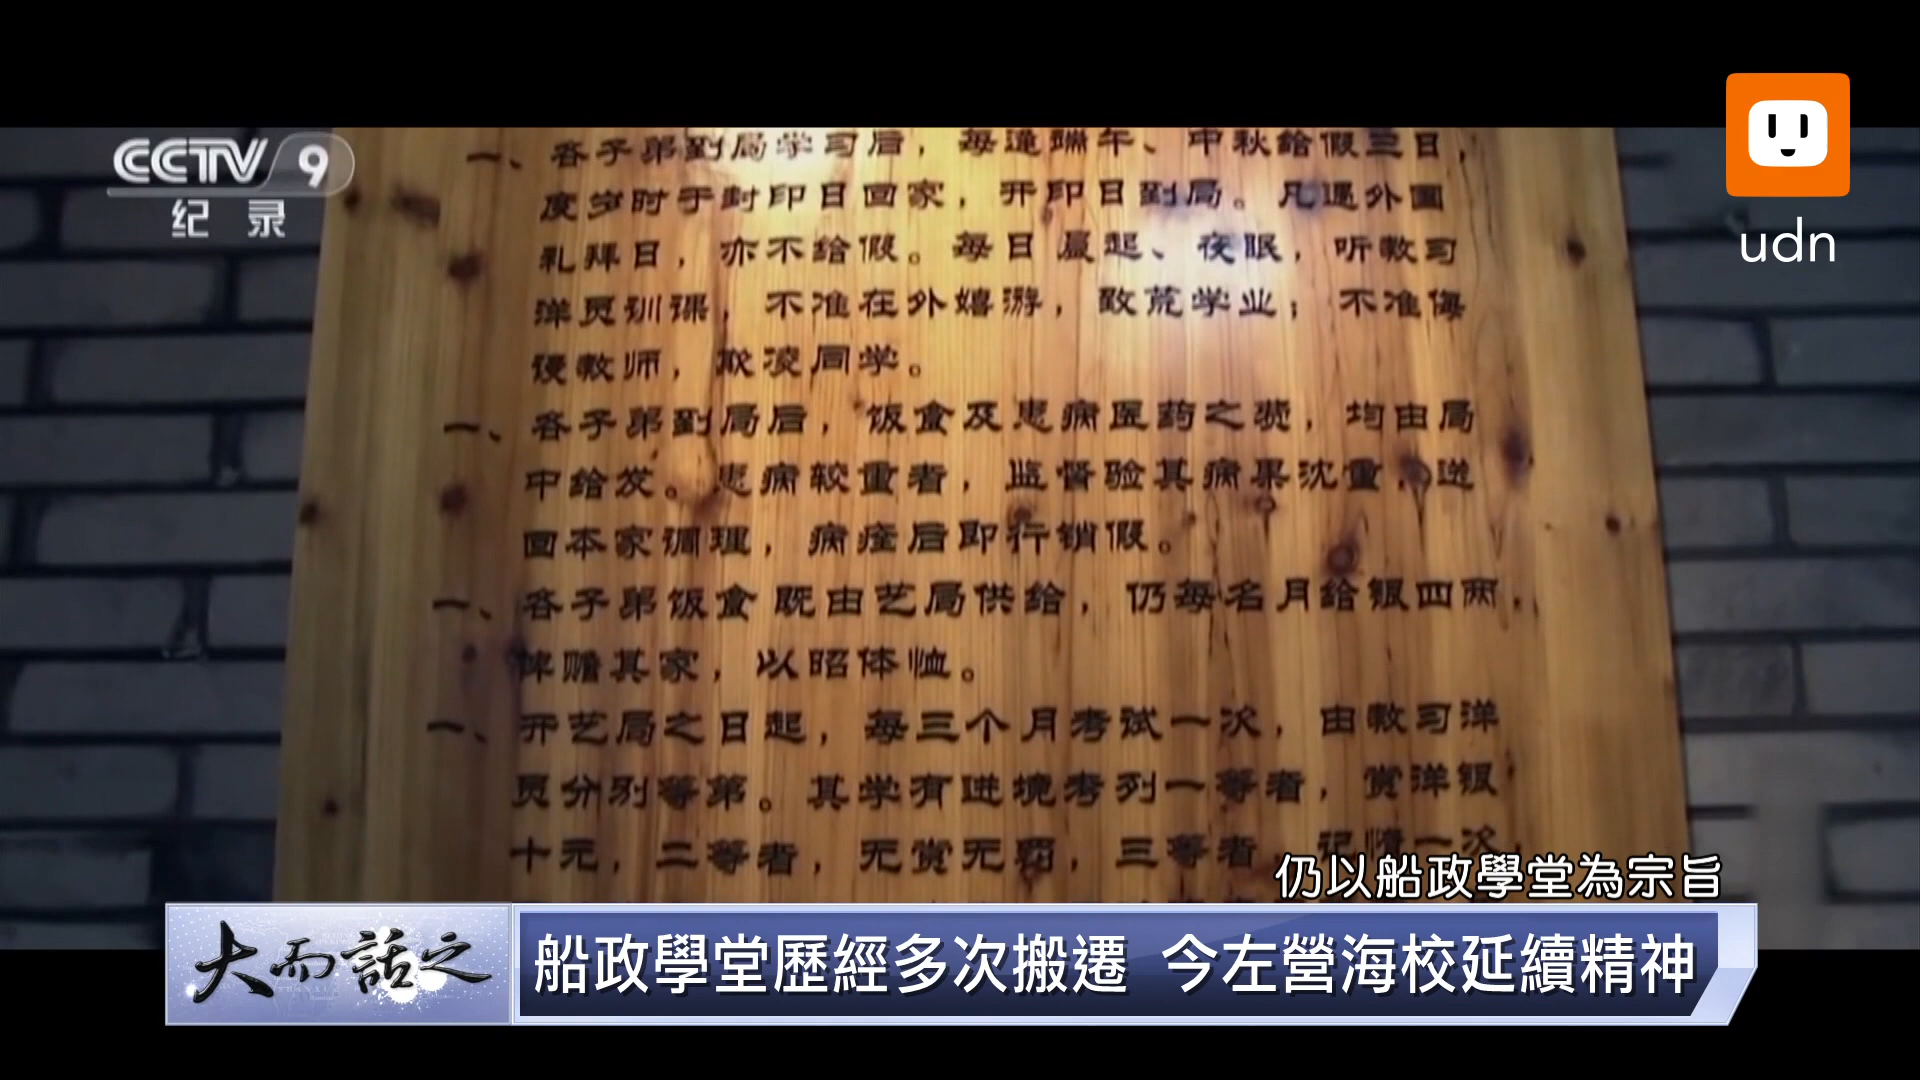 CCTV 9
纪录
udn
一、各子弟到局学习后，每逢端午、中秋给假三日，
度岁时于封印日回家，开印日到局。凡遇外国
礼拜日，亦不给假。每日晨起、夜眠，听教习
洋员训课，不准在外嬉游，致荒学业；不准侮
谩教师，欺凌同学。
一、各子弟到局后，饭食及患病医药之费，均由局
中给发。患病较重者，监督验其病果沉重，送
回本家调理，病痊后即行销假。
一、各子弟饭食既由艺局供给，仍每名月给银四两，
俾赡其家，以昭体恤。
一、开艺局之日起，每三个月考试一次，由教习洋
员分别等第。其学有进境考列一等者，赏洋银
十元，二等者，无赏无罚，三等者 记惰一次，
仍以船政學堂為宗旨
大而話之
船政學堂歷經多次搬遷 今左營海校延續精神